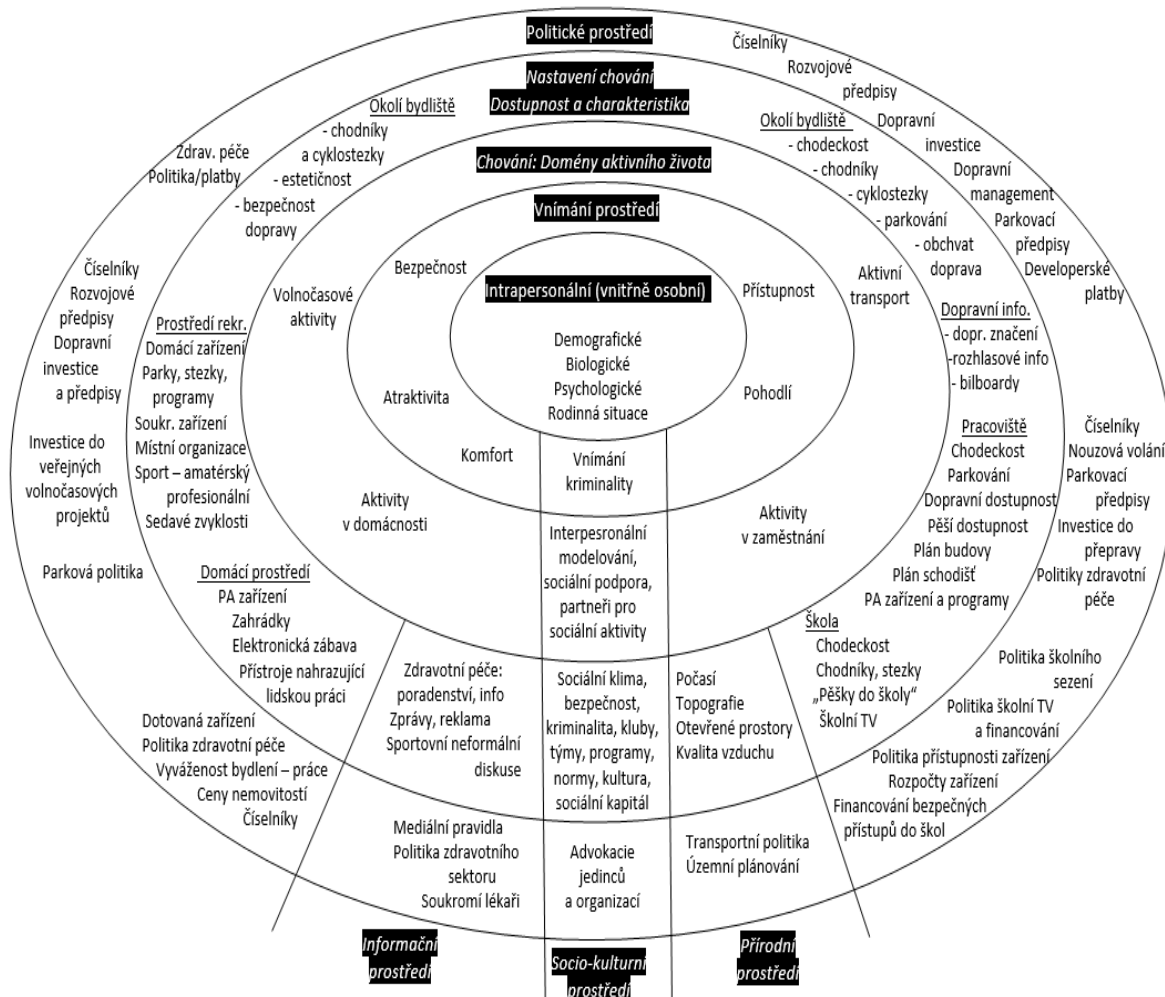 Politické prostředí
Nastavení chování
Dostupnost a charakteristika
Chování: Domény aktivního života
Vnímání prostředí
Intrapersonální (vnitřně osobní)
Demografické
Biologické
Psychologické
Rodinná situace
Bezpečnost
Přístupnost
Atraktivita
Pohodlí
Komfort
Vnímání
kriminality
Volnočasové
aktivity
Aktivní
transport
Aktivity
v domácnosti
Aktivity
v zaměstnání
Interpesronální
modelování,
sociální podpora,
partneři pro
sociální aktivity
Okolí bydliště
- chodníky
a cyklostezky
- estetičnost
- bezpečnost
dopravy
Prostředí rekr.
Domácí zařízení
Parky, stezky,
programy
Soukr. zařízení
Místní organizace
Sport – amatérský
profesionální
Sedavé zvyklosti
Domácí prostředí
PA zařízení
Zahrádky
Elektronická zábava
Přístroje nahrazující
lidskou práci
Zdravotní péče:
poradenství, info
Zprávy, reklama
Sportovní neformální
diskuse
Sociální klima,
bezpečnost,
kriminalita, kluby,
týmy, programy,
normy, kultura,
sociální kapitál
Počasí
Topografie
Otevřené prostory
Kvalita vzduchu
Okolí bydliště
- chodeckost
- chodníky
- cyklostezky
- parkování
- obchvat
doprava
Dopravní info.
- dopr. značení
-rozhlasové info
- bilboardy
Pracoviště
Chodeckost
Parkování
Dopravní dostupnost
Pěší dostupnost
Plán budovy
Plán schodišť
PA zařízení a programy
Škola
Chodeckost
Chodníky, stezky
„Pěšky do školy“
Školní TV
Zdrav. péče
Politika/platby
Číselníky
Rozvojové
předpisy
Dopravní
investice
a předpisy
Investice do
veřejných
volnočasových
projektů
Parková politika
Dotovaná zařízení
Politika zdravotní péče
Vyváženost bydlení – práce
Ceny nemovitostí
Číselníky
Mediální pravidla
Politika zdravotního
sektoru
Soukromí lékaři
Advokacie
jedinců
a organizací
Transportní politika
Územní plánování
Číselníky
Rozvojové
předpisy
Dopravní
investice
Dopravní
management
Parkovací
předpisy
Developerské
platby
Číselníky
Nouzová volání
Parkovací
předpisy
Investice do
přepravy
Politiky zdravotní
péče
Politika školního
sezení
Politika školní TV
a financování
Politika přístupnosti zařízení
Rozpočty zařízení
Financování bezpečných
přístupů do škol
Informační
prostředí
Socio-kulturní
prostředí
Přírodní
prostředí